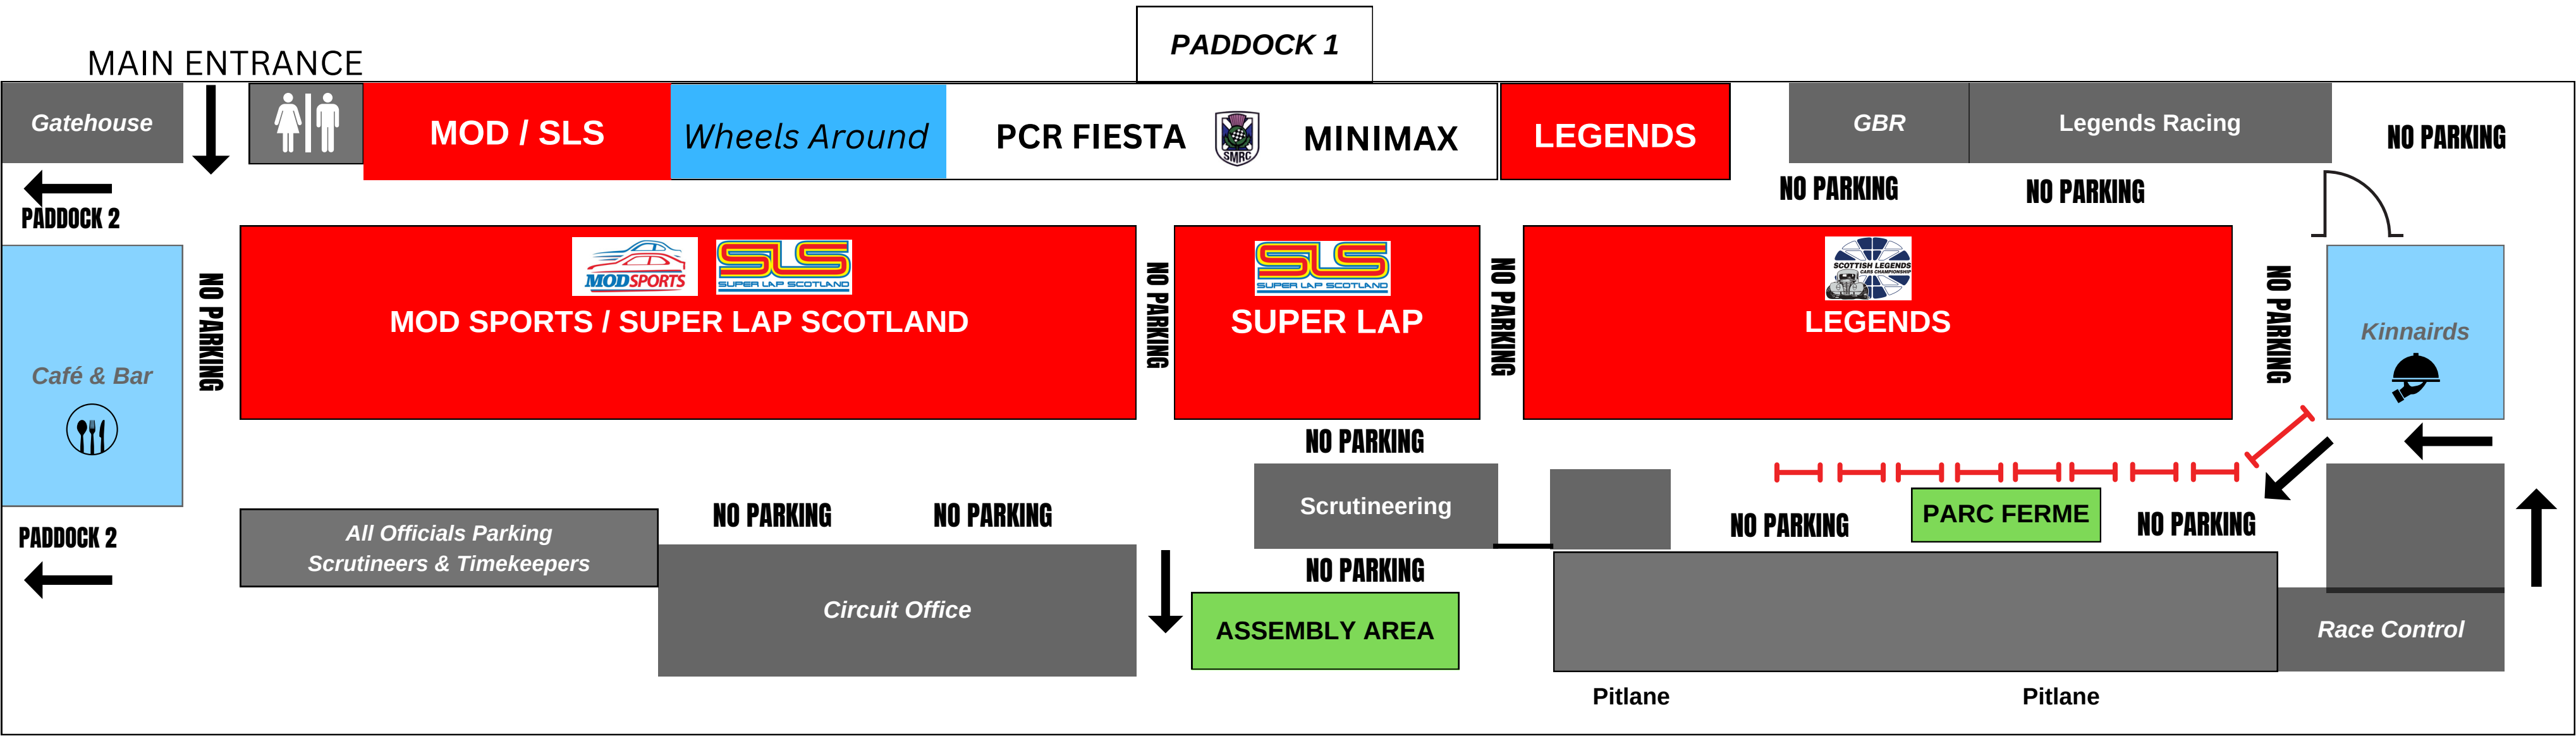 PADDOCK 1
MAIN ENTRANCE
Gatehouse
MOD / SLS
Wheels Around
PCR FIESTA
SMRC
MINIMAX
LEGENDS
GBR
Legends Racing
NO PARKING
NO PARKING
NO PARKING
PADDOCK 2
NO PARKING
MODSPORTS
SLS
SUPER LAP SCOTLAND
MOD SPORTS / SUPER LAP SCOTLAND
NO PARKING
SLS
SUPER LAP SCOTLAND
SUPER LAP
NO PARKING
SCOTTISH LEGENDS
CARS CHAMPIONSHIP
LEGENDS
NO PARKING
Kinnairds
Café & Bar
NO PARKING
Scrutineering
PARC FERME
NO PARKING
NO PARKING
NO PARKING
NO PARKING
All Officials Parking
Scrutineers & Timekeepers
PADDOCK 2
NO PARKING
Circuit Office
ASSEMBLY AREA
Race Control
Pitlane
Pitlane